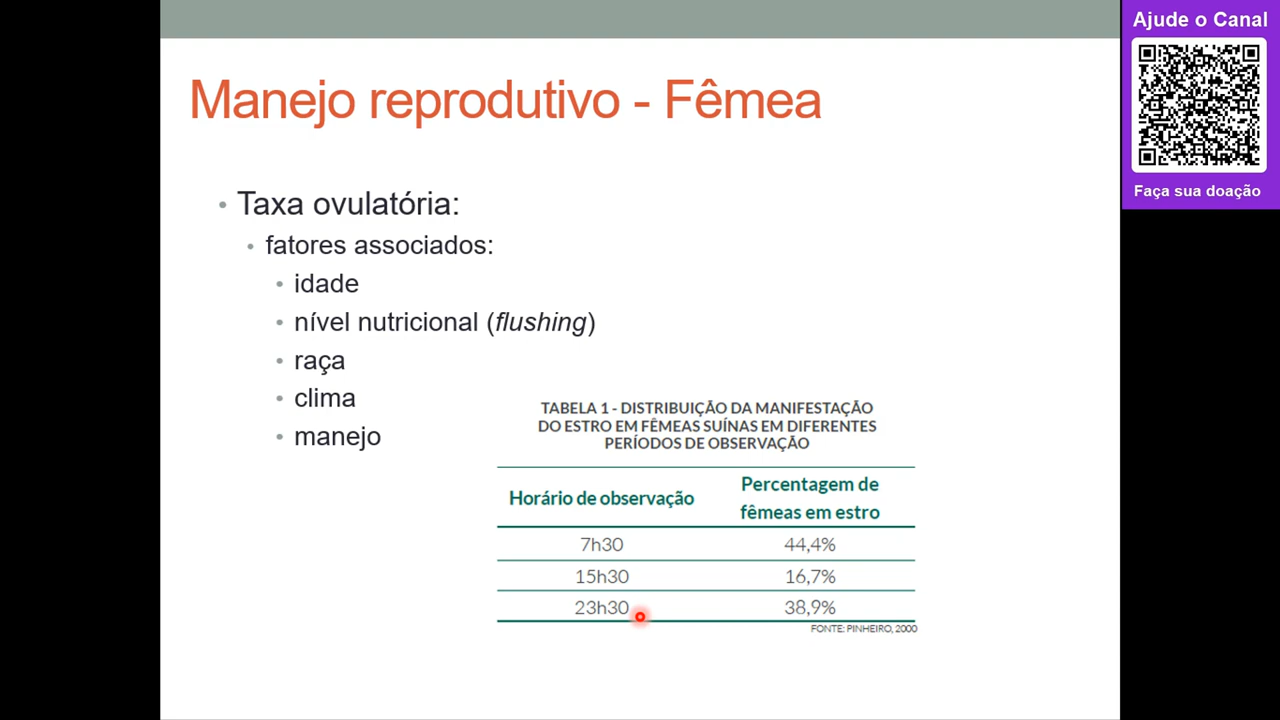 Ajude o Canal
Faça sua doação
Manejo reprodutivo - Fêmea
• Taxa ovulatória:
• fatores associados:
• idade
• nível nutricional (flushing)
• raça
• clima
• manejo
TABELA 1 - DISTRIBUIÇÃO DA MANIFESTAÇÃO
DO ESTRO EM FÊMEAS SUÍNAS EM DIFERENTES
PERÍODOS DE OBSERVAÇÃO
Horário de observação Percentagem de
fêmeas em estro
7h30 44,4%
15h30 16,7%
23h30 38,9%
FONTE: PINHEIRO, 2000